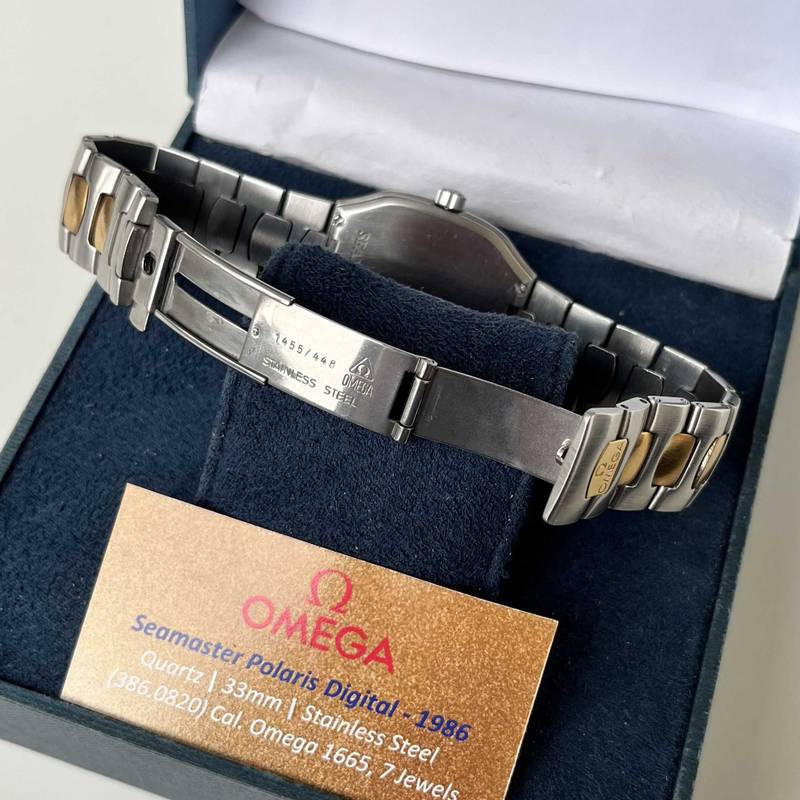 1455/448
OMEGA
STAINLESS STEEL
OMEGA
Ω
OMEGA
Seamaster Polaris Digital - 1986
Quartz | 33mm | Stainless Steel
(386.0820) Cal. Omega 1665, 7 Jewels